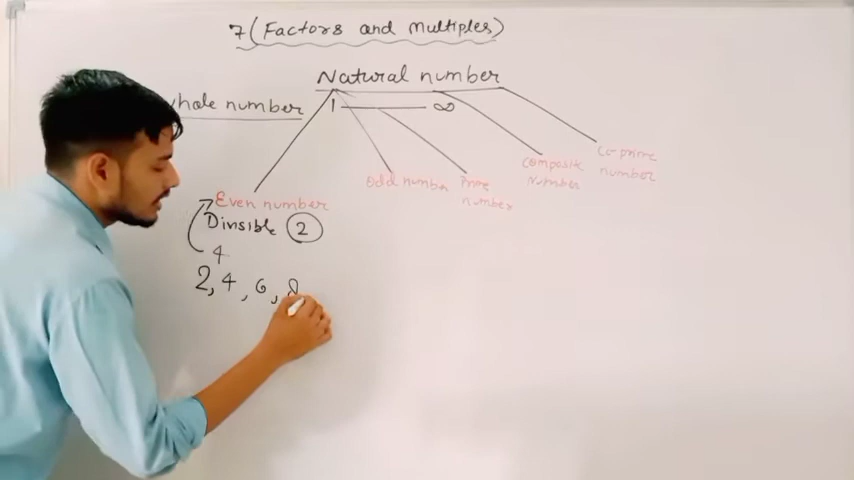 7 (Factors and multiples)
Natural number
whole number
1 ∞
Even number
Odd number
Prime number
Composite number
Co-prime number
Divisible 2
4
2, 4, 6, 8